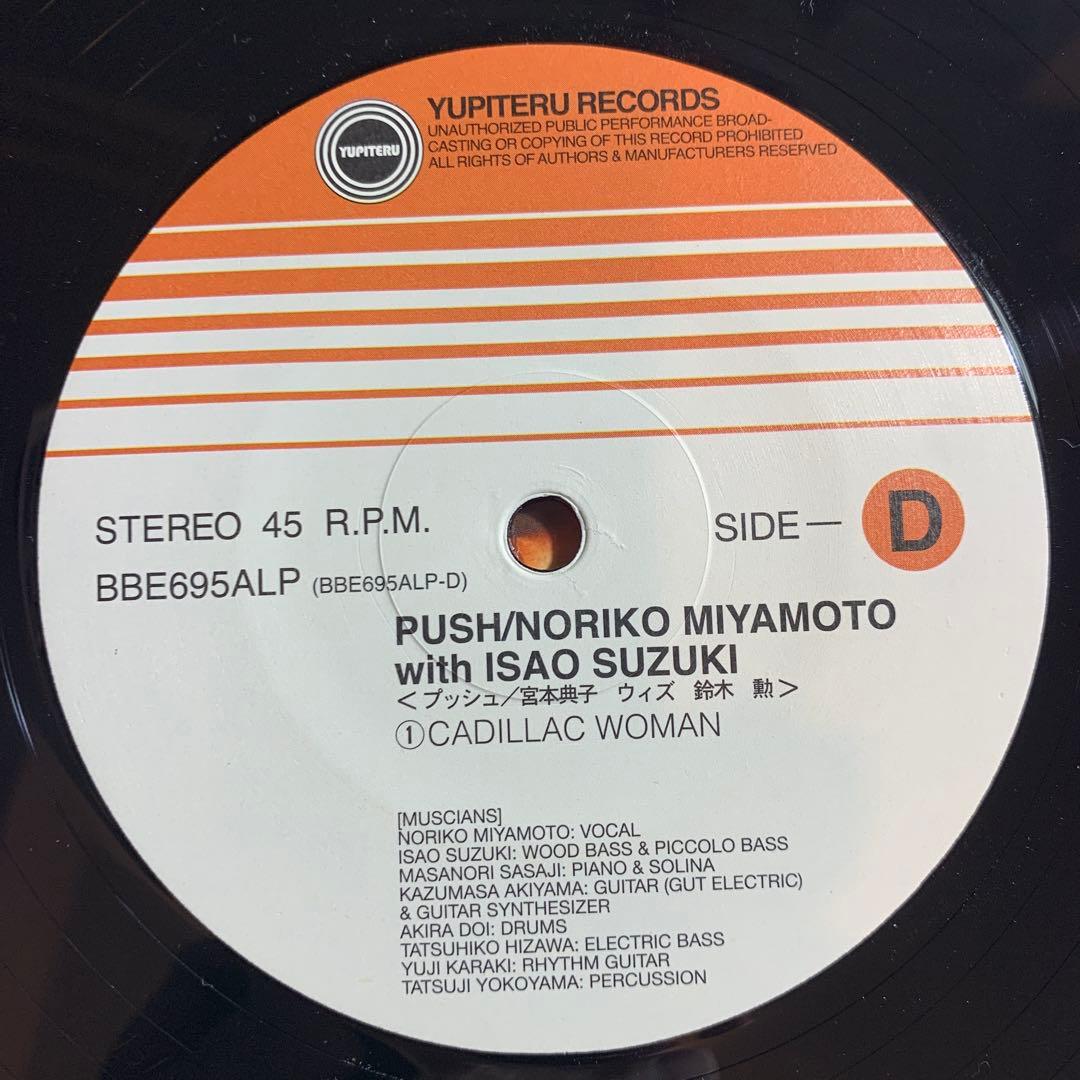 YUPITERU
YUPITERU RECORDS
UNAUTHORIZED PUBLIC PERFORMANCE BROAD-
CASTING OR COPYING OF THIS RECORD PROHIBITED
ALL RIGHTS OF AUTHORS & MANUFACTURERS RESERVED
STEREO 45 R.P.M.
SIDE— D
BBE695ALP (BBE695ALP-D)
PUSH/NORIKO MIYAMOTO
with ISAO SUZUKI
<プッシュ/宮本典子 ウィズ 鈴木 勲>
①CADILLAC WOMAN
[MUSCIANS]
NORIKO MIYAMOTO: VOCAL
ISAO SUZUKI: WOOD BASS & PICCOLO BASS
MASANORI SASAJI: PIANO & SOLINA
KAZUMASA AKIYAMA: GUITAR (GUT ELECTRIC)
& GUITAR SYNTHESIZER
AKIRA DOI: DRUMS
TATSUHIKO HIZAWA: ELECTRIC BASS
YUJI KARAKI: RHYTHM GUITAR
TATSUJI YOKOYAMA: PERCUSSION